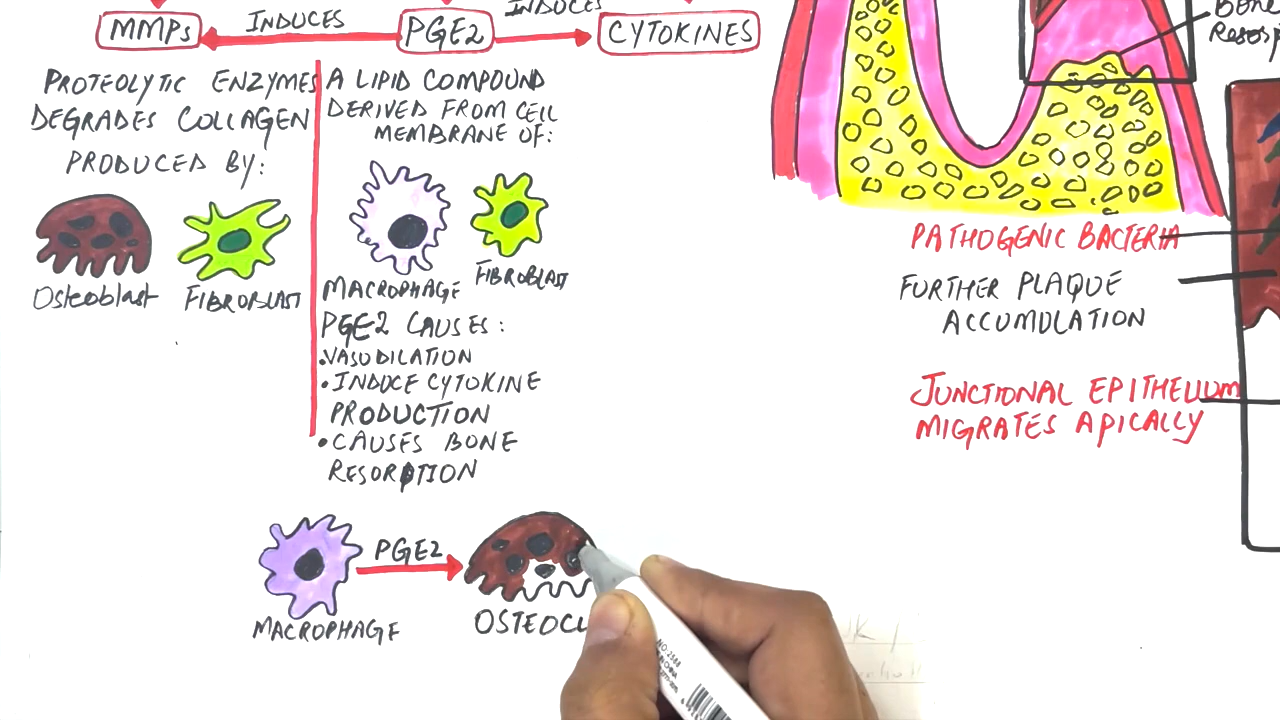 INDUCES
INDUCES
MMPs
PGE2
CYTOKINES
PROTEOLYTIC ENZYMES
DEGRADES COLLAGEN
PRODUCED BY:
Osteoblast
FIBROBLAST
A LIPID COMPOUND
DERIVED FROM CELL
MEMBRANE OF:
MACROPHAGE
FIBROBLAST
PGE2 CAUSES:
•VASODILATION
•INDUCE CYTOKINE
PRODUCTION
•CAUSES BONE
RESORPTION
MACROPHAGE
PGE2
OSTEOCL
Bone
Resorp
PATHOGENIC BACTERIA
FURTHER PLAQUE
ACCUMULATION
JUNCTIONAL EPITHELIUM
MIGRATES APICALLY